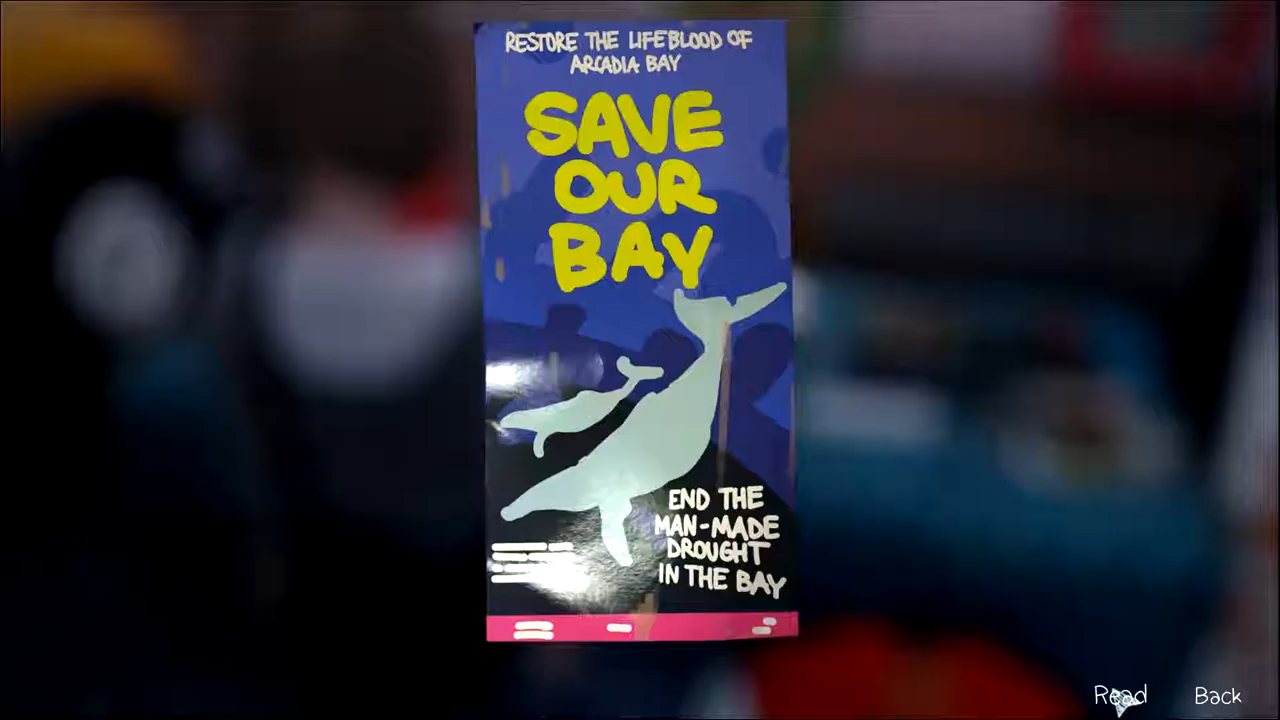 RESTORE THE LIFEBLOOD OF
ARCADIA BAY
SAVE
OUR
BAY
END THE
MAN-MADE
DROUGHT
IN THE BAY
Read
Back